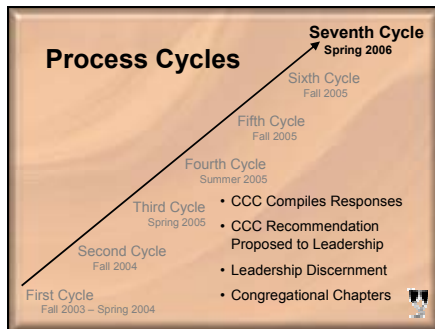 Seventh Cycle
Spring 2006
Process Cycles
Sixth Cycle
Fall 2005
Fifth Cycle
Fall 2005
Fourth Cycle
Summer 2005
Third Cycle
Spring 2005
Second Cycle
Fall 2004
First Cycle
Fall 2003 – Spring 2004
• CCC Compiles Responses
• CCC Recommendation
Proposed to Leadership
• Leadership Discernment
• Congregational Chapters